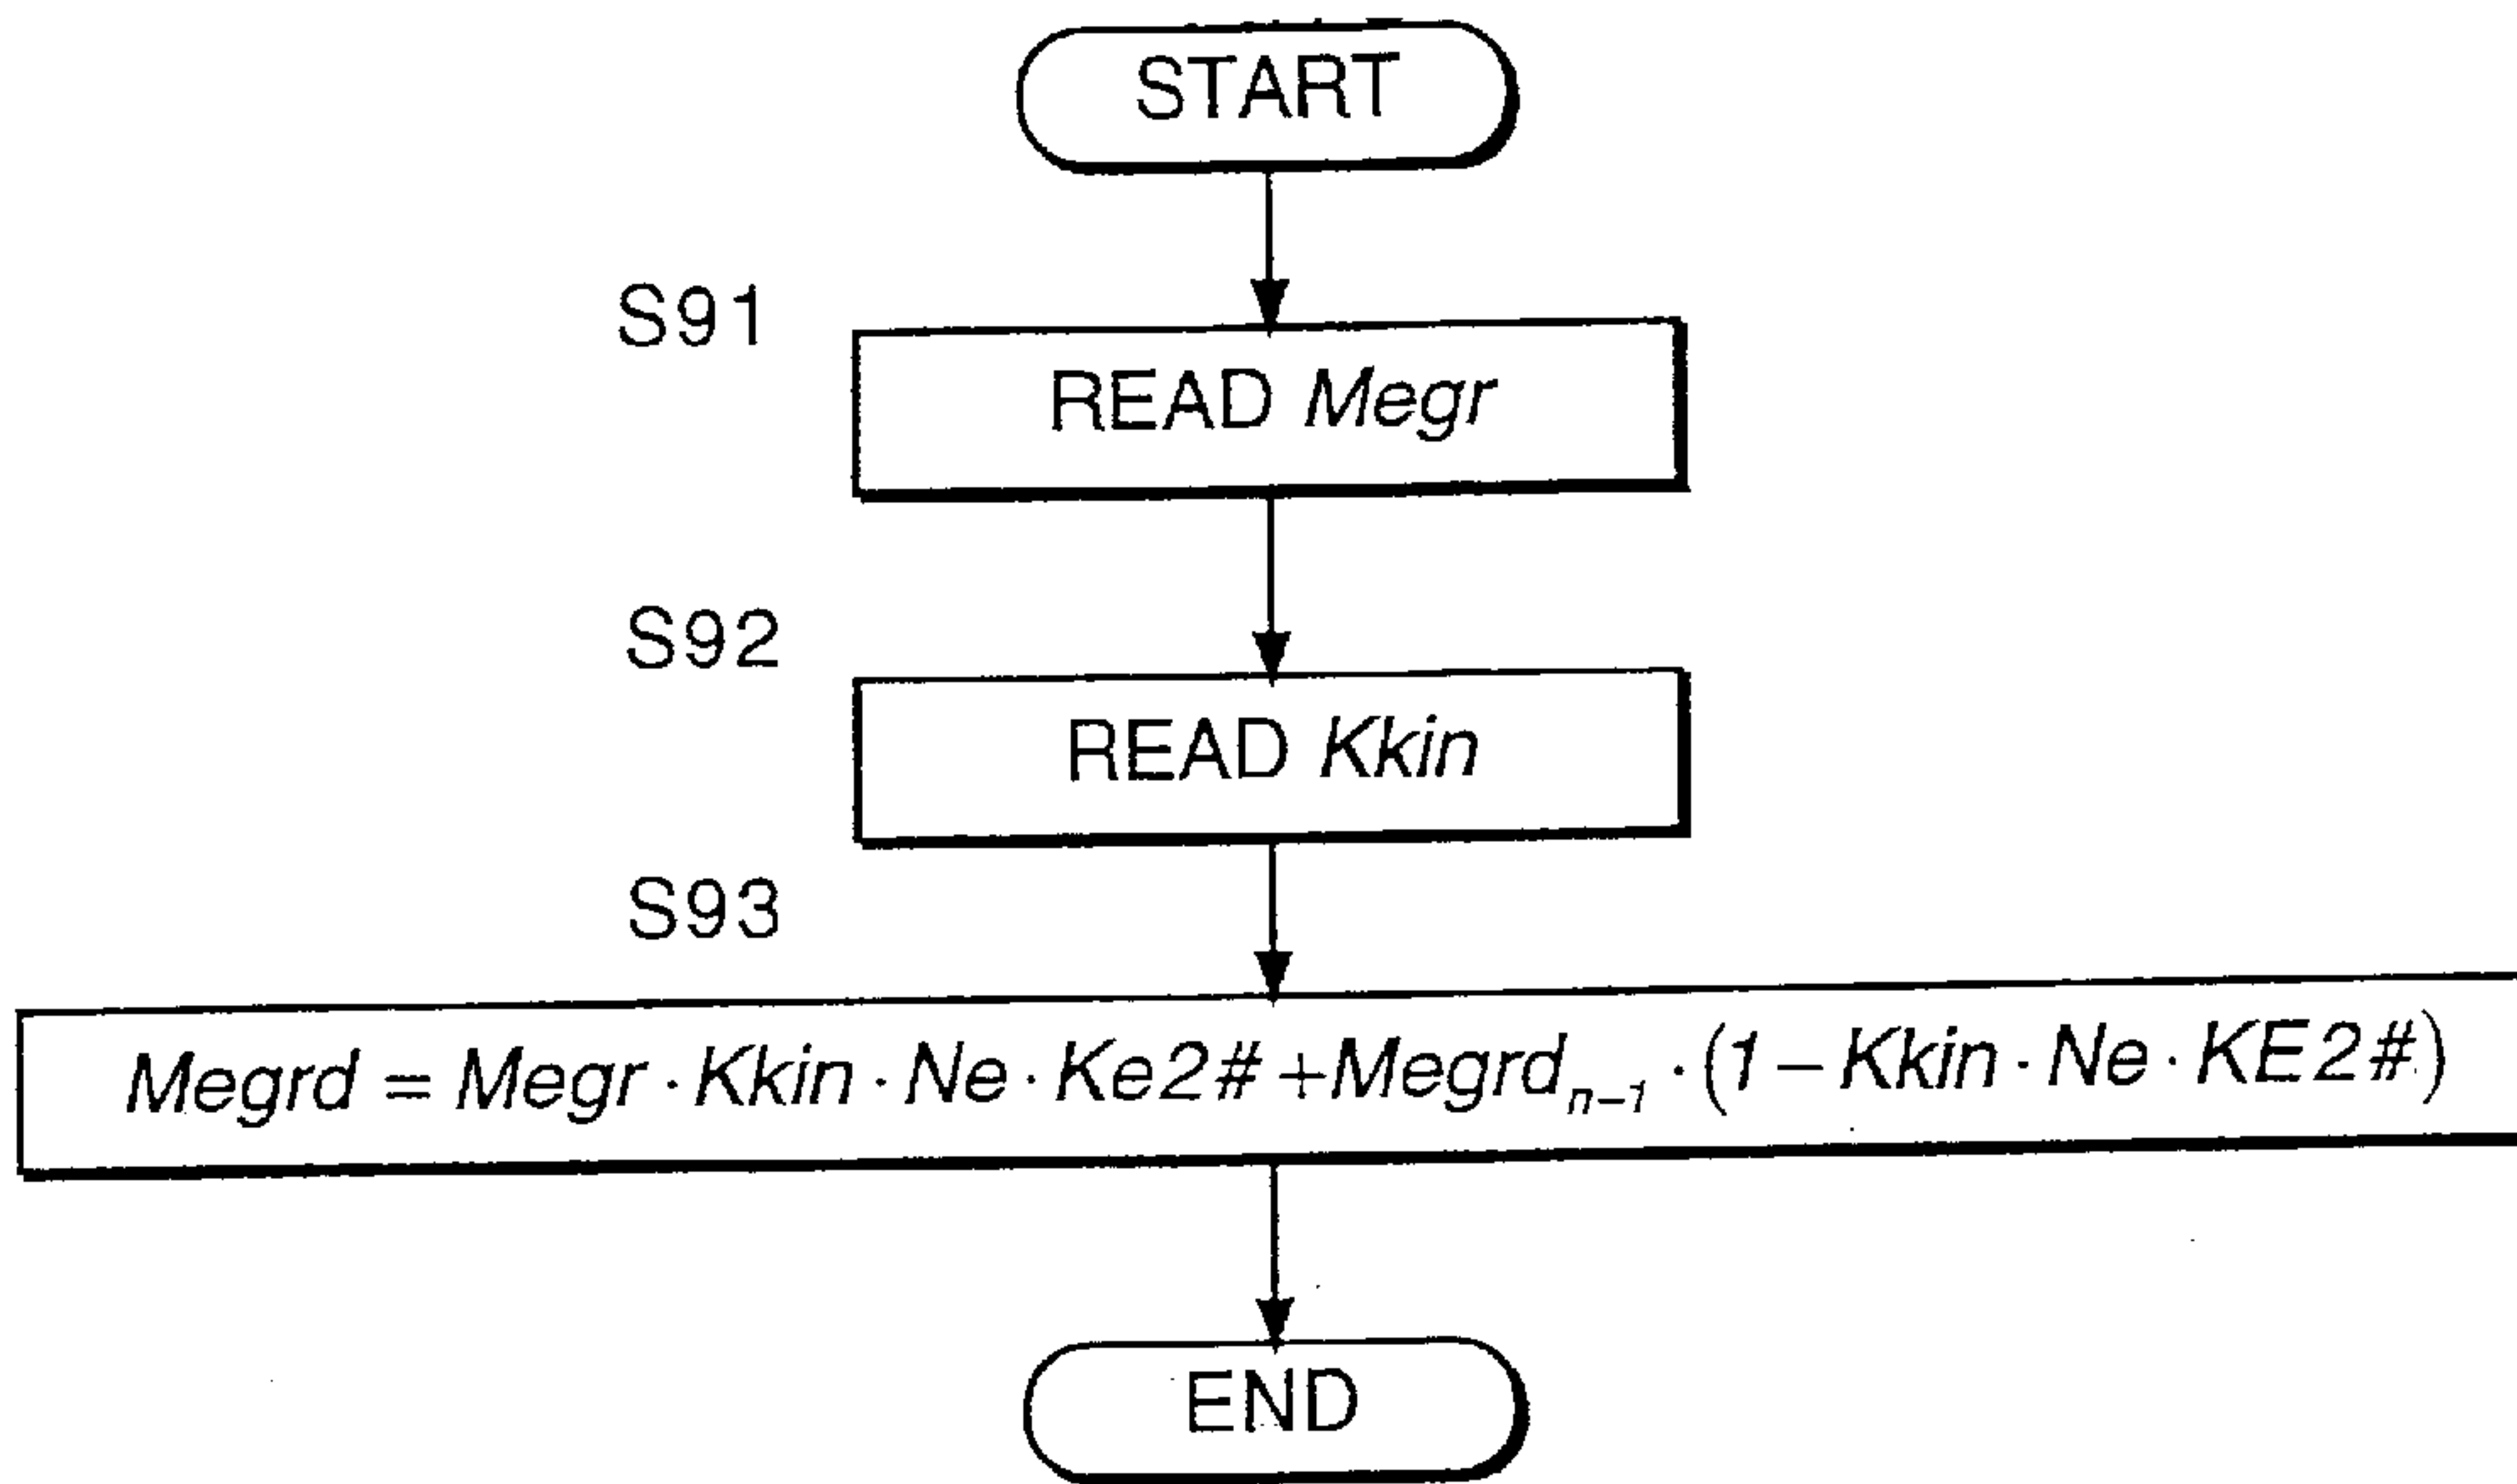 START
S91
READ Megr
S92
READ Kkin
S93
Megrd = Megr·Kkin·Ne·Ke2# +Megrdₙ₋₁·(1−Kkin·Ne·KE2#)
END